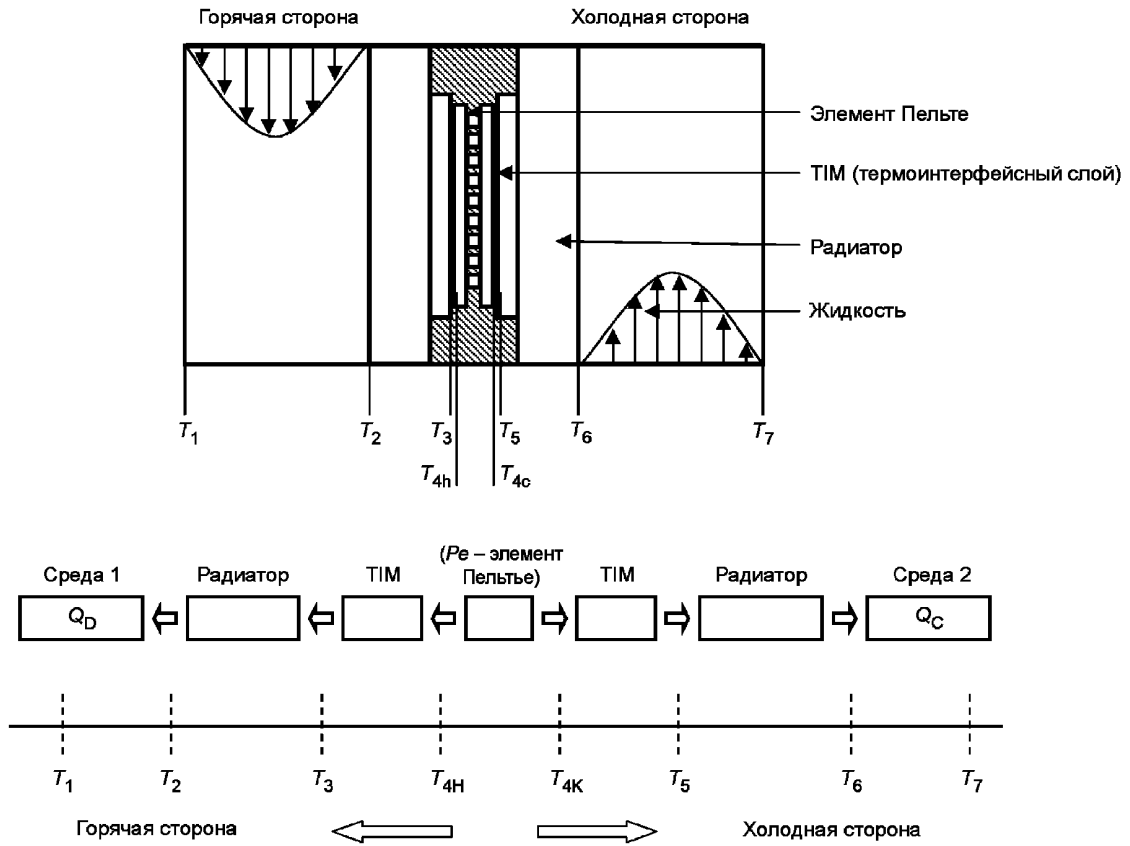 Горячая сторона
Холодная сторона
Элемент Пельте
TIM (термоинтерфейсный слой)
Радиатор
Жидкость
T1 T2 T3 T5 T6 T7
T4h T4c
(Pe – элемент
Среда 1 Радиатор TIM Пельтье) TIM Радиатор Среда 2
QD QC
T1 T2 T3 T4H T4K T5 T6 T7
Горячая сторона Холодная сторона